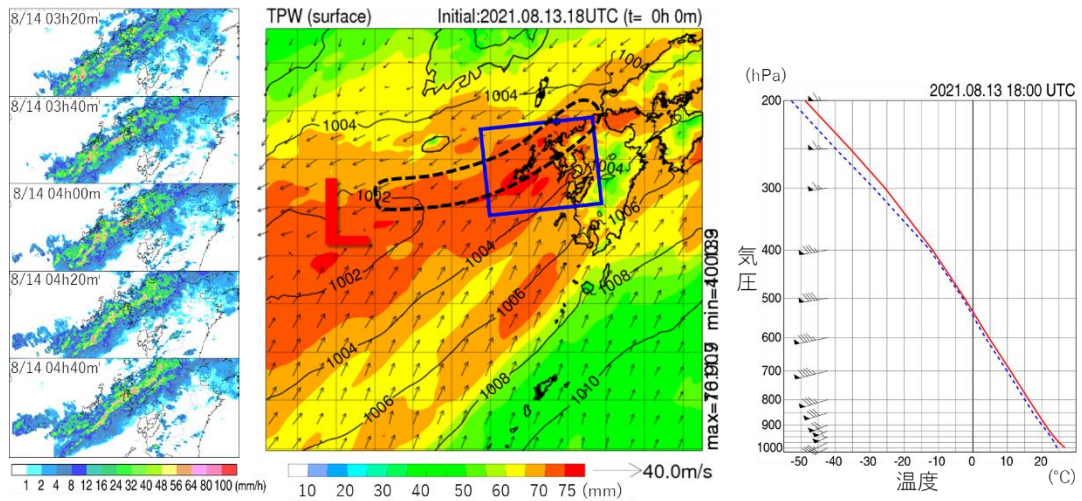 8/14 03h20m
8/14 03h40m
8/14 04h00m
8/14 04h20m
8/14 04h40m
1 2 4 8 12 16 24 32 40 48 56 64 80 100 (mm/h)
TPW (surface) Initial:2021.08.13.18UTC (t= 0h 0m)
1004
1004
1004
1002
L
1004
1006
1002
1004
1006
1008
1004
1008
1006
1010
10 20 30 40 50 60 70 75 (mm)
40.0m/s
(hPa)
2021.08.13 18:00 UTC
200
300
400
500
600
700
800
900
1000
気圧
-50 -40 -30 -20 -10 0 10 20
温度 (°C)